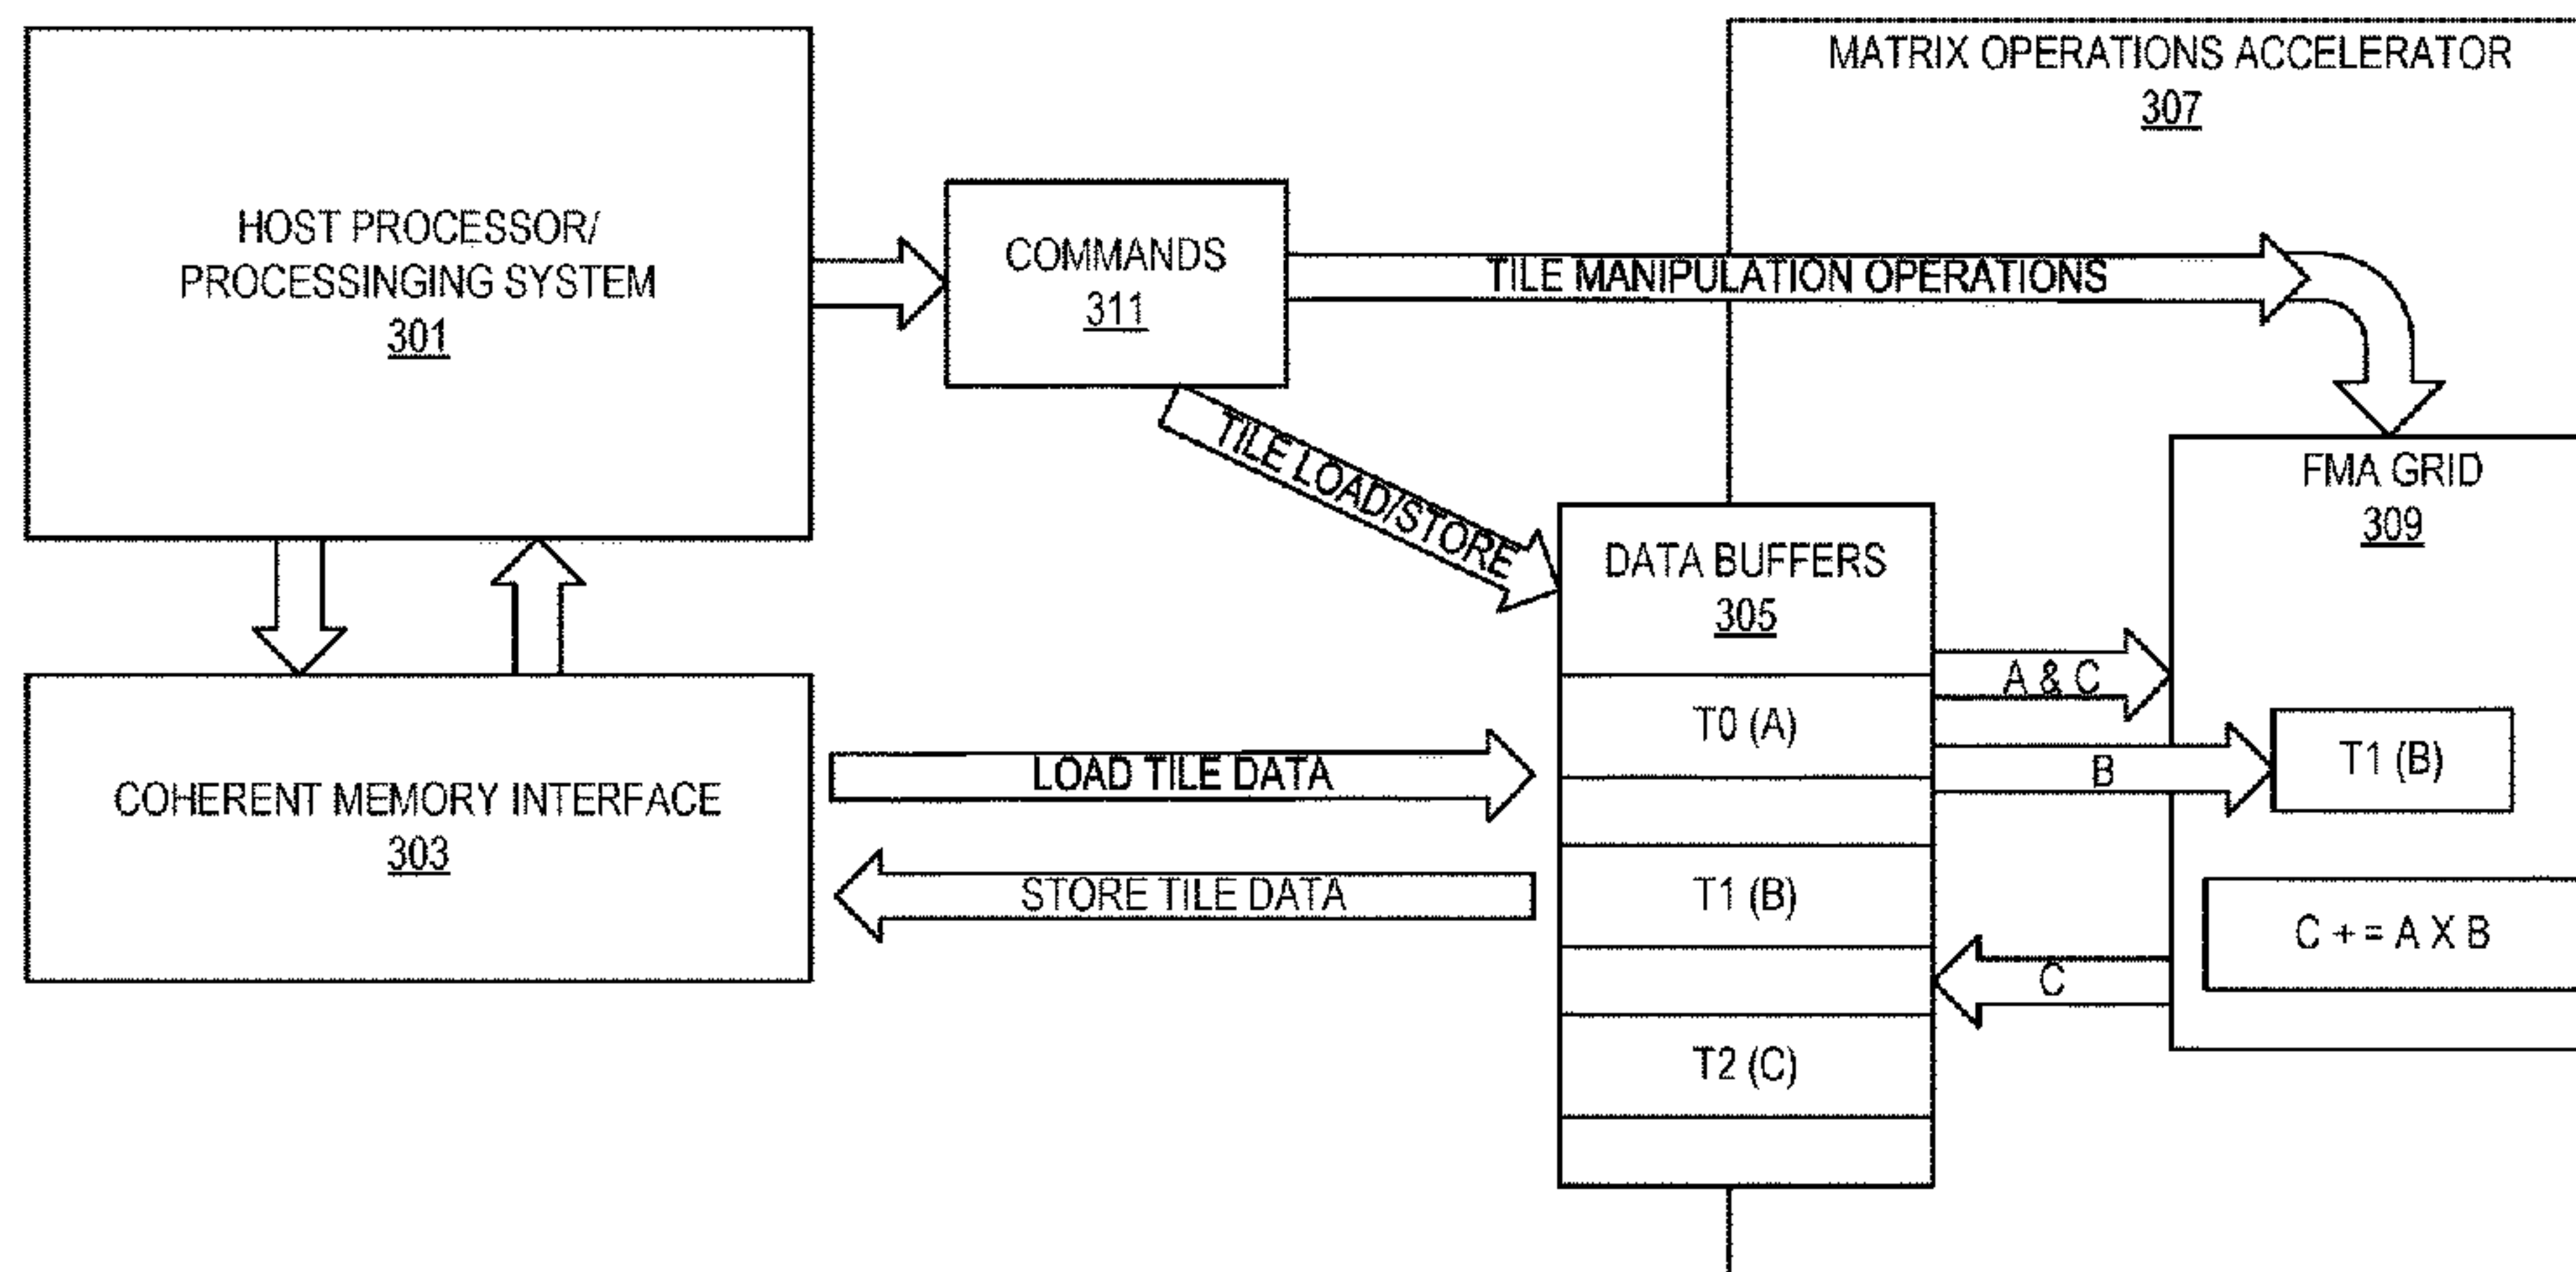 MATRIX OPERATIONS ACCELERATOR
307
HOST PROCESSOR/
PROCESSINGING SYSTEM
301
COMMANDS
311
TILE MANIPULATION OPERATIONS
TILE LOAD/STORE
FMA GRID
309
DATA BUFFERS
305
A & C
T0 (A)
B
T1 (B)
COHERENT MEMORY INTERFACE
303
LOAD TILE DATA
STORE TILE DATA
T1 (B)
C + = A X B
C
T2 (C)